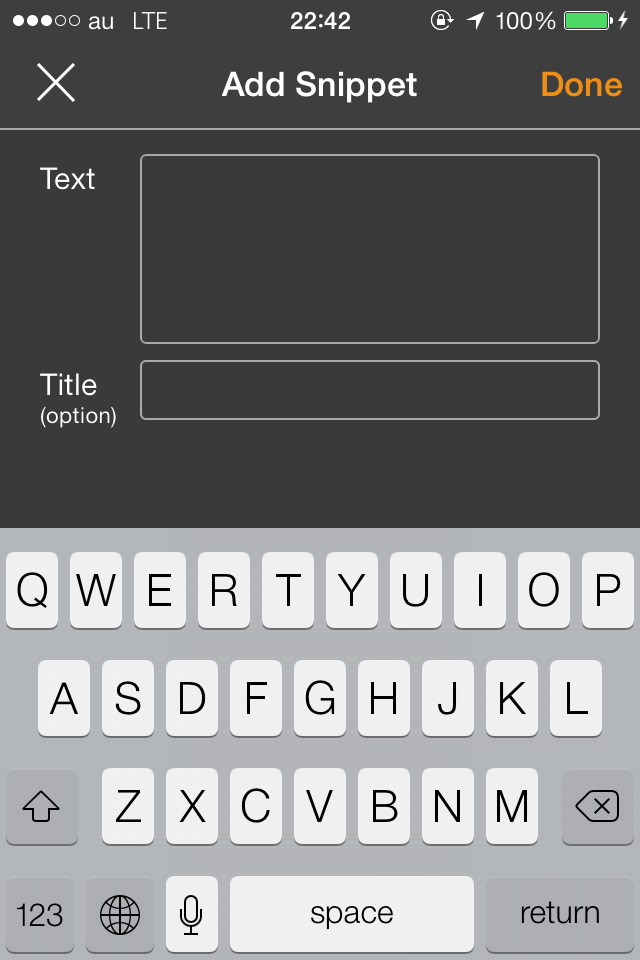 au LTE 22:42 100%
Add Snippet Done
Text
Title
(option)
Q W E R T Y U I O P
A S D F G H J K L
Z X C V B N M
123 space return